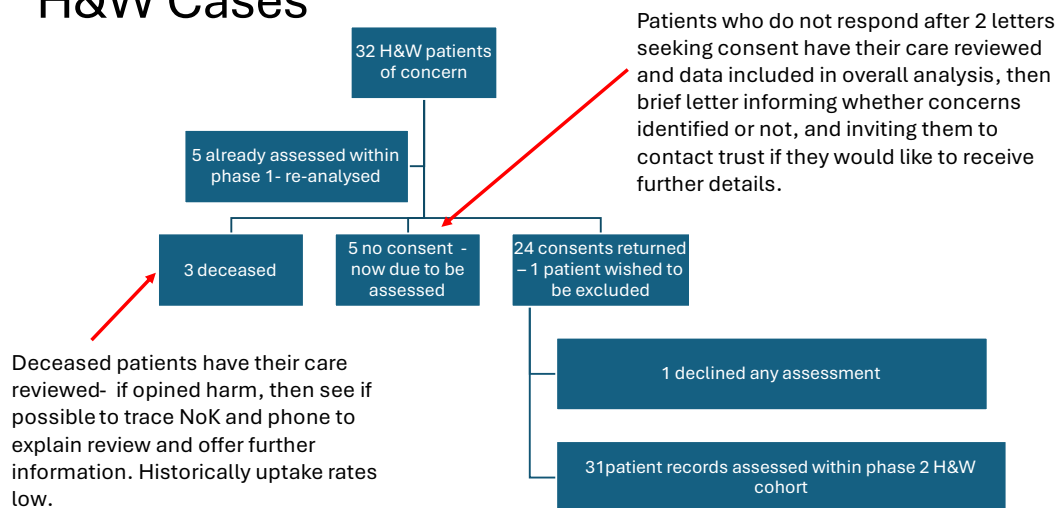 H&W Cases
Patients who do not respond after 2 letters
seeking consent have their care reviewed
and data included in overall analysis, then
brief letter informing whether concerns
identified or not, and inviting them to
contact trust if they would like to receive
further details.
32 H&W patients
of concern
5 already assessed within
phase 1- re-analysed
3 deceased
5 no consent -
now due to be
assessed
24 consents returned
– 1 patient wished to
be excluded
Deceased patients have their care
reviewed- if opined harm, then see if
possible to trace NoK and phone to
explain review and offer further
information. Historically uptake rates
low.
1 declined any assessment
31patient records assessed within phase 2 H&W
cohort